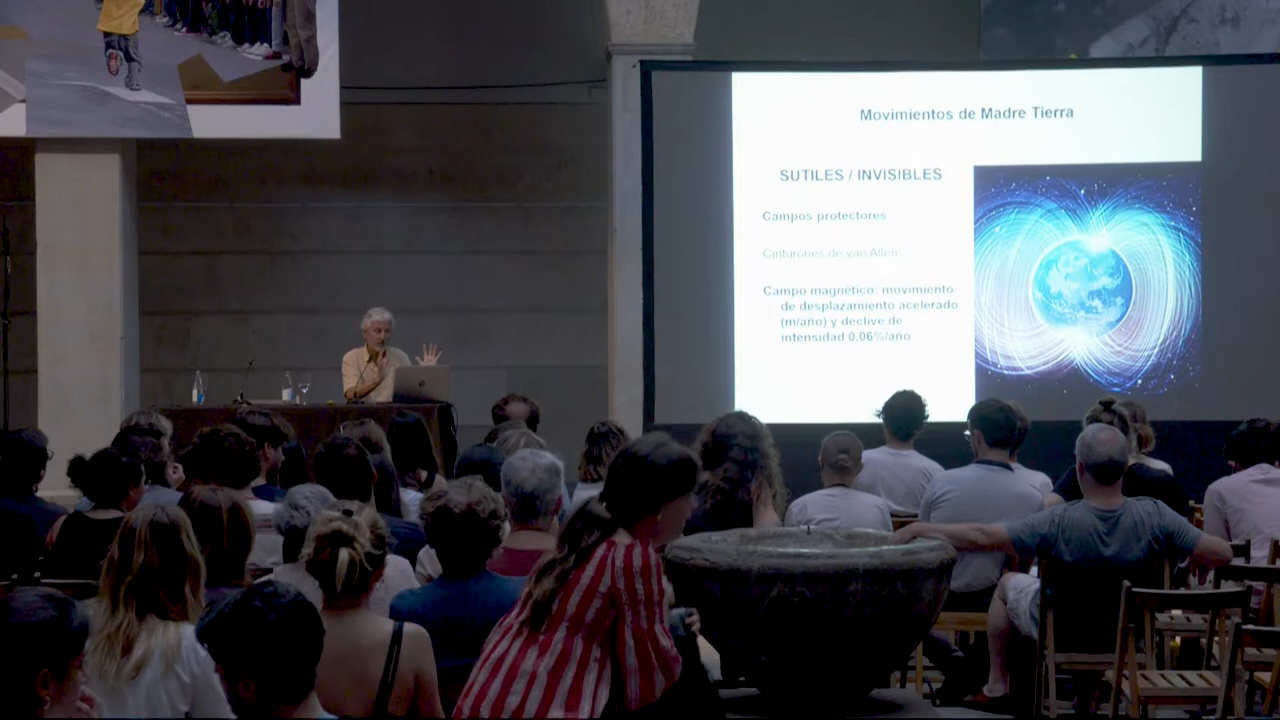 Movimientos de Madre Tierra
SUTILES / INVISIBLES
Campos protectores
Cinturones de van Allen
Campo magnético: movimiento
de desplazamiento acelerado
(m/año) y declive de
intensidad 0,06%/año